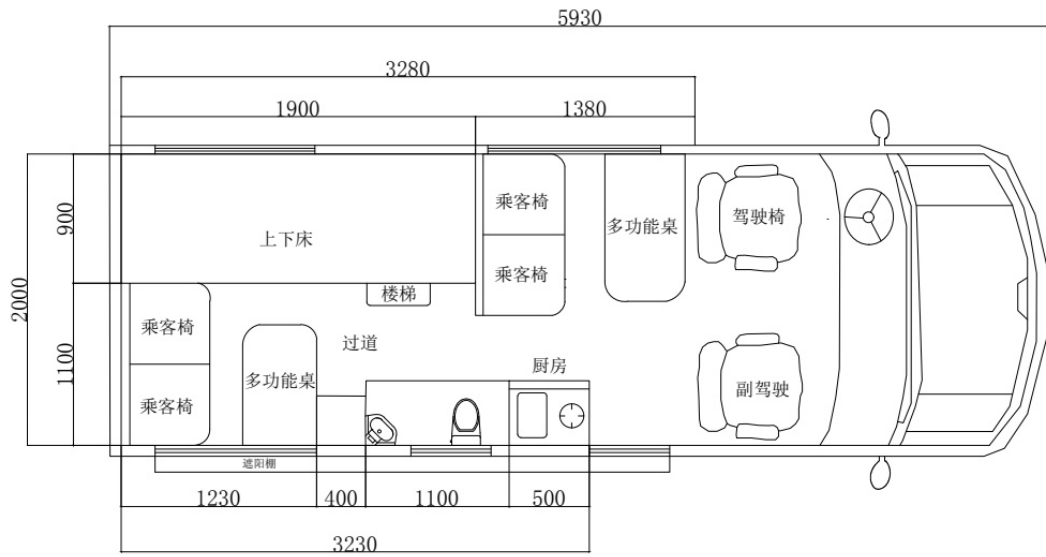 5930
3280
1900
1380
900
2000
1100
上下床
乘客椅
乘客椅
多功能桌
驾驶椅
楼梯
乘客椅
乘客椅
多功能桌
过道
厨房
副驾驶
遮阳棚
1230
400
1100
500
3230